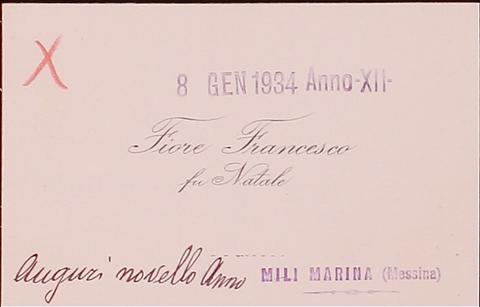 X
8 GEN 1934 Anno-XII-
Fiore Francesco
fu Natale
Auguri novello Anno MILI MARINA (Messina)